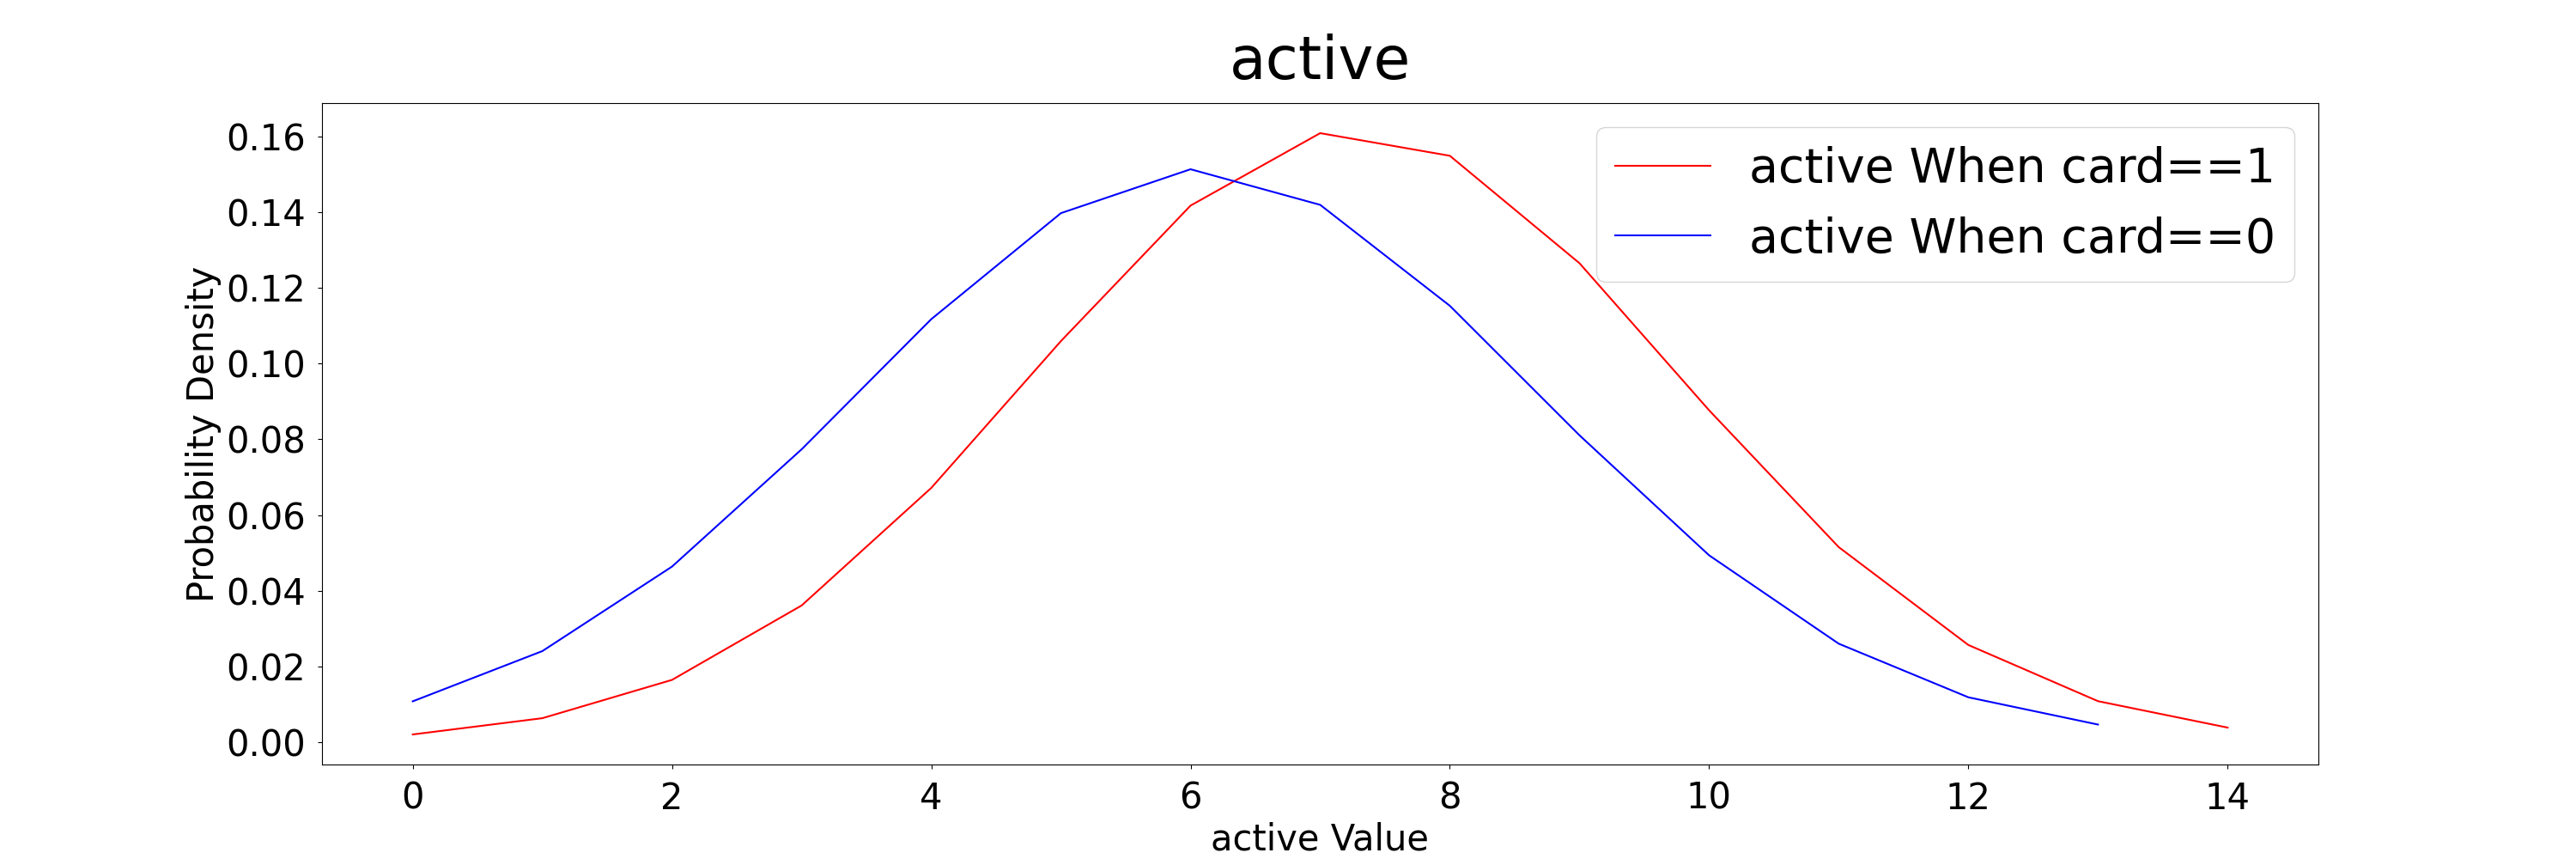 active
0.16
0.14
0.12
0.10
0.08
0.06
0.04
0.02
0.00
Probability Density
active When card==1
active When card==0
0 2 4 6 8 10 12 14
active Value